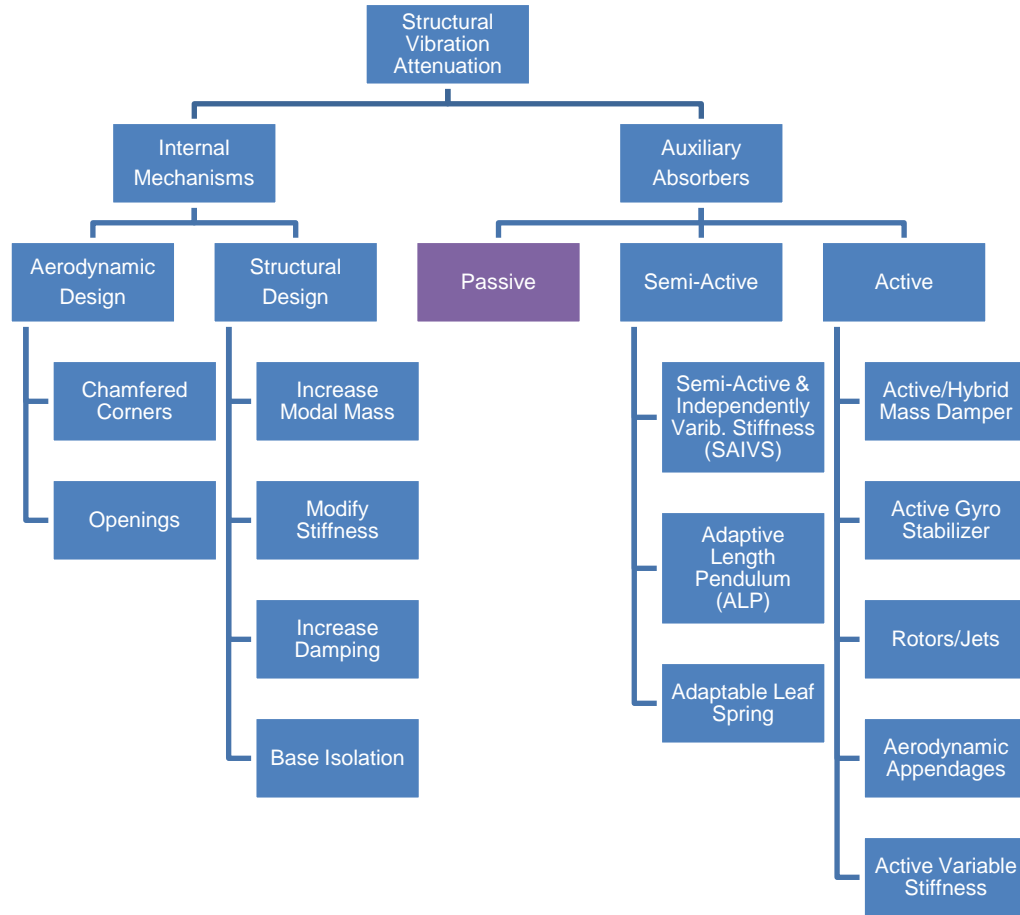 Structural
Vibration
Attenuation
Internal
Mechanisms
Auxiliary
Absorbers
Aerodynamic
Design
Structural
Design
Passive
Semi-Active
Active
Chamfered
Corners
Openings
Increase
Modal Mass
Modify
Stiffness
Increase
Damping
Base Isolation
Semi-Active &
Independently
Varib. Stiffness
(SAIVS)
Adaptive
Length
Pendulum
(ALP)
Adaptable Leaf
Spring
Active/Hybrid
Mass Damper
Active Gyro
Stabilizer
Rotors/Jets
Aerodynamic
Appendages
Active Variable
Stiffness